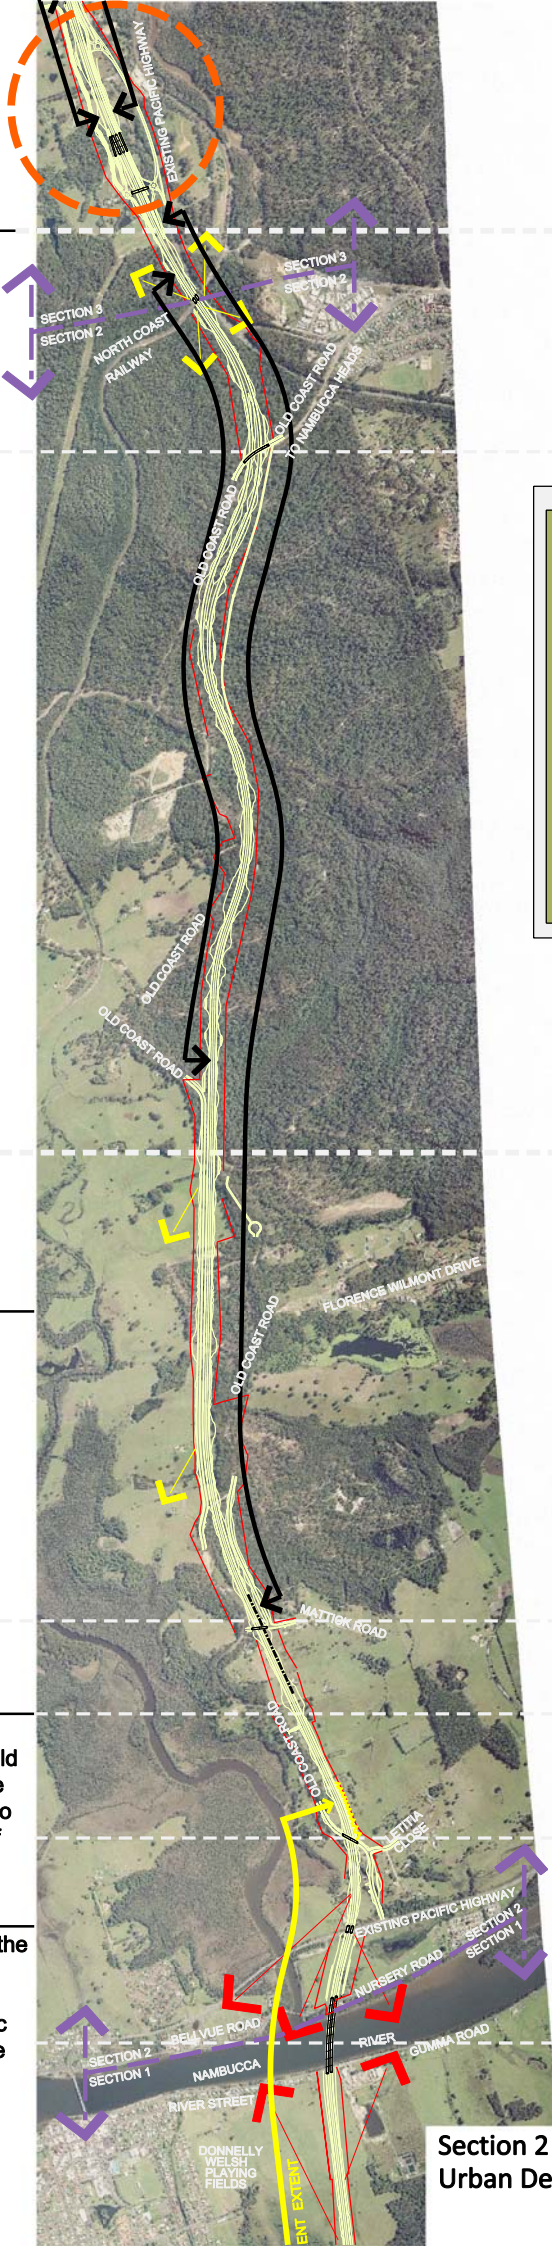 EXISTING PACIFIC HIGHWAY
SECTION 3
SECTION 2
SECTION 3
SECTION 2
NORTH COAST
RAILWAY
OLD COAST ROAD
TO NAMBUCCA HEADS
OLD COAST ROAD
OLD COAST ROAD
OLD COAST ROAD
FLORENCE WILMONT DRIVE
OLD COAST ROAD
MATTICK ROAD
OLD COAST ROAD
LETITIA
CLOSE
EXISTING PACIFIC HIGHWAY
SECTION 2
SECTION 1
NURSERY ROAD
BELLVUE ROAD
RIVER
GUMMA ROAD
SECTION 2
SECTION 1
NAMBUCCA
RIVER STREET
DONNELLY
WELSH
PLAYING
FIELDS
ENT EXTENT
ld
e
o
the
c
e
Section 2
Urban De